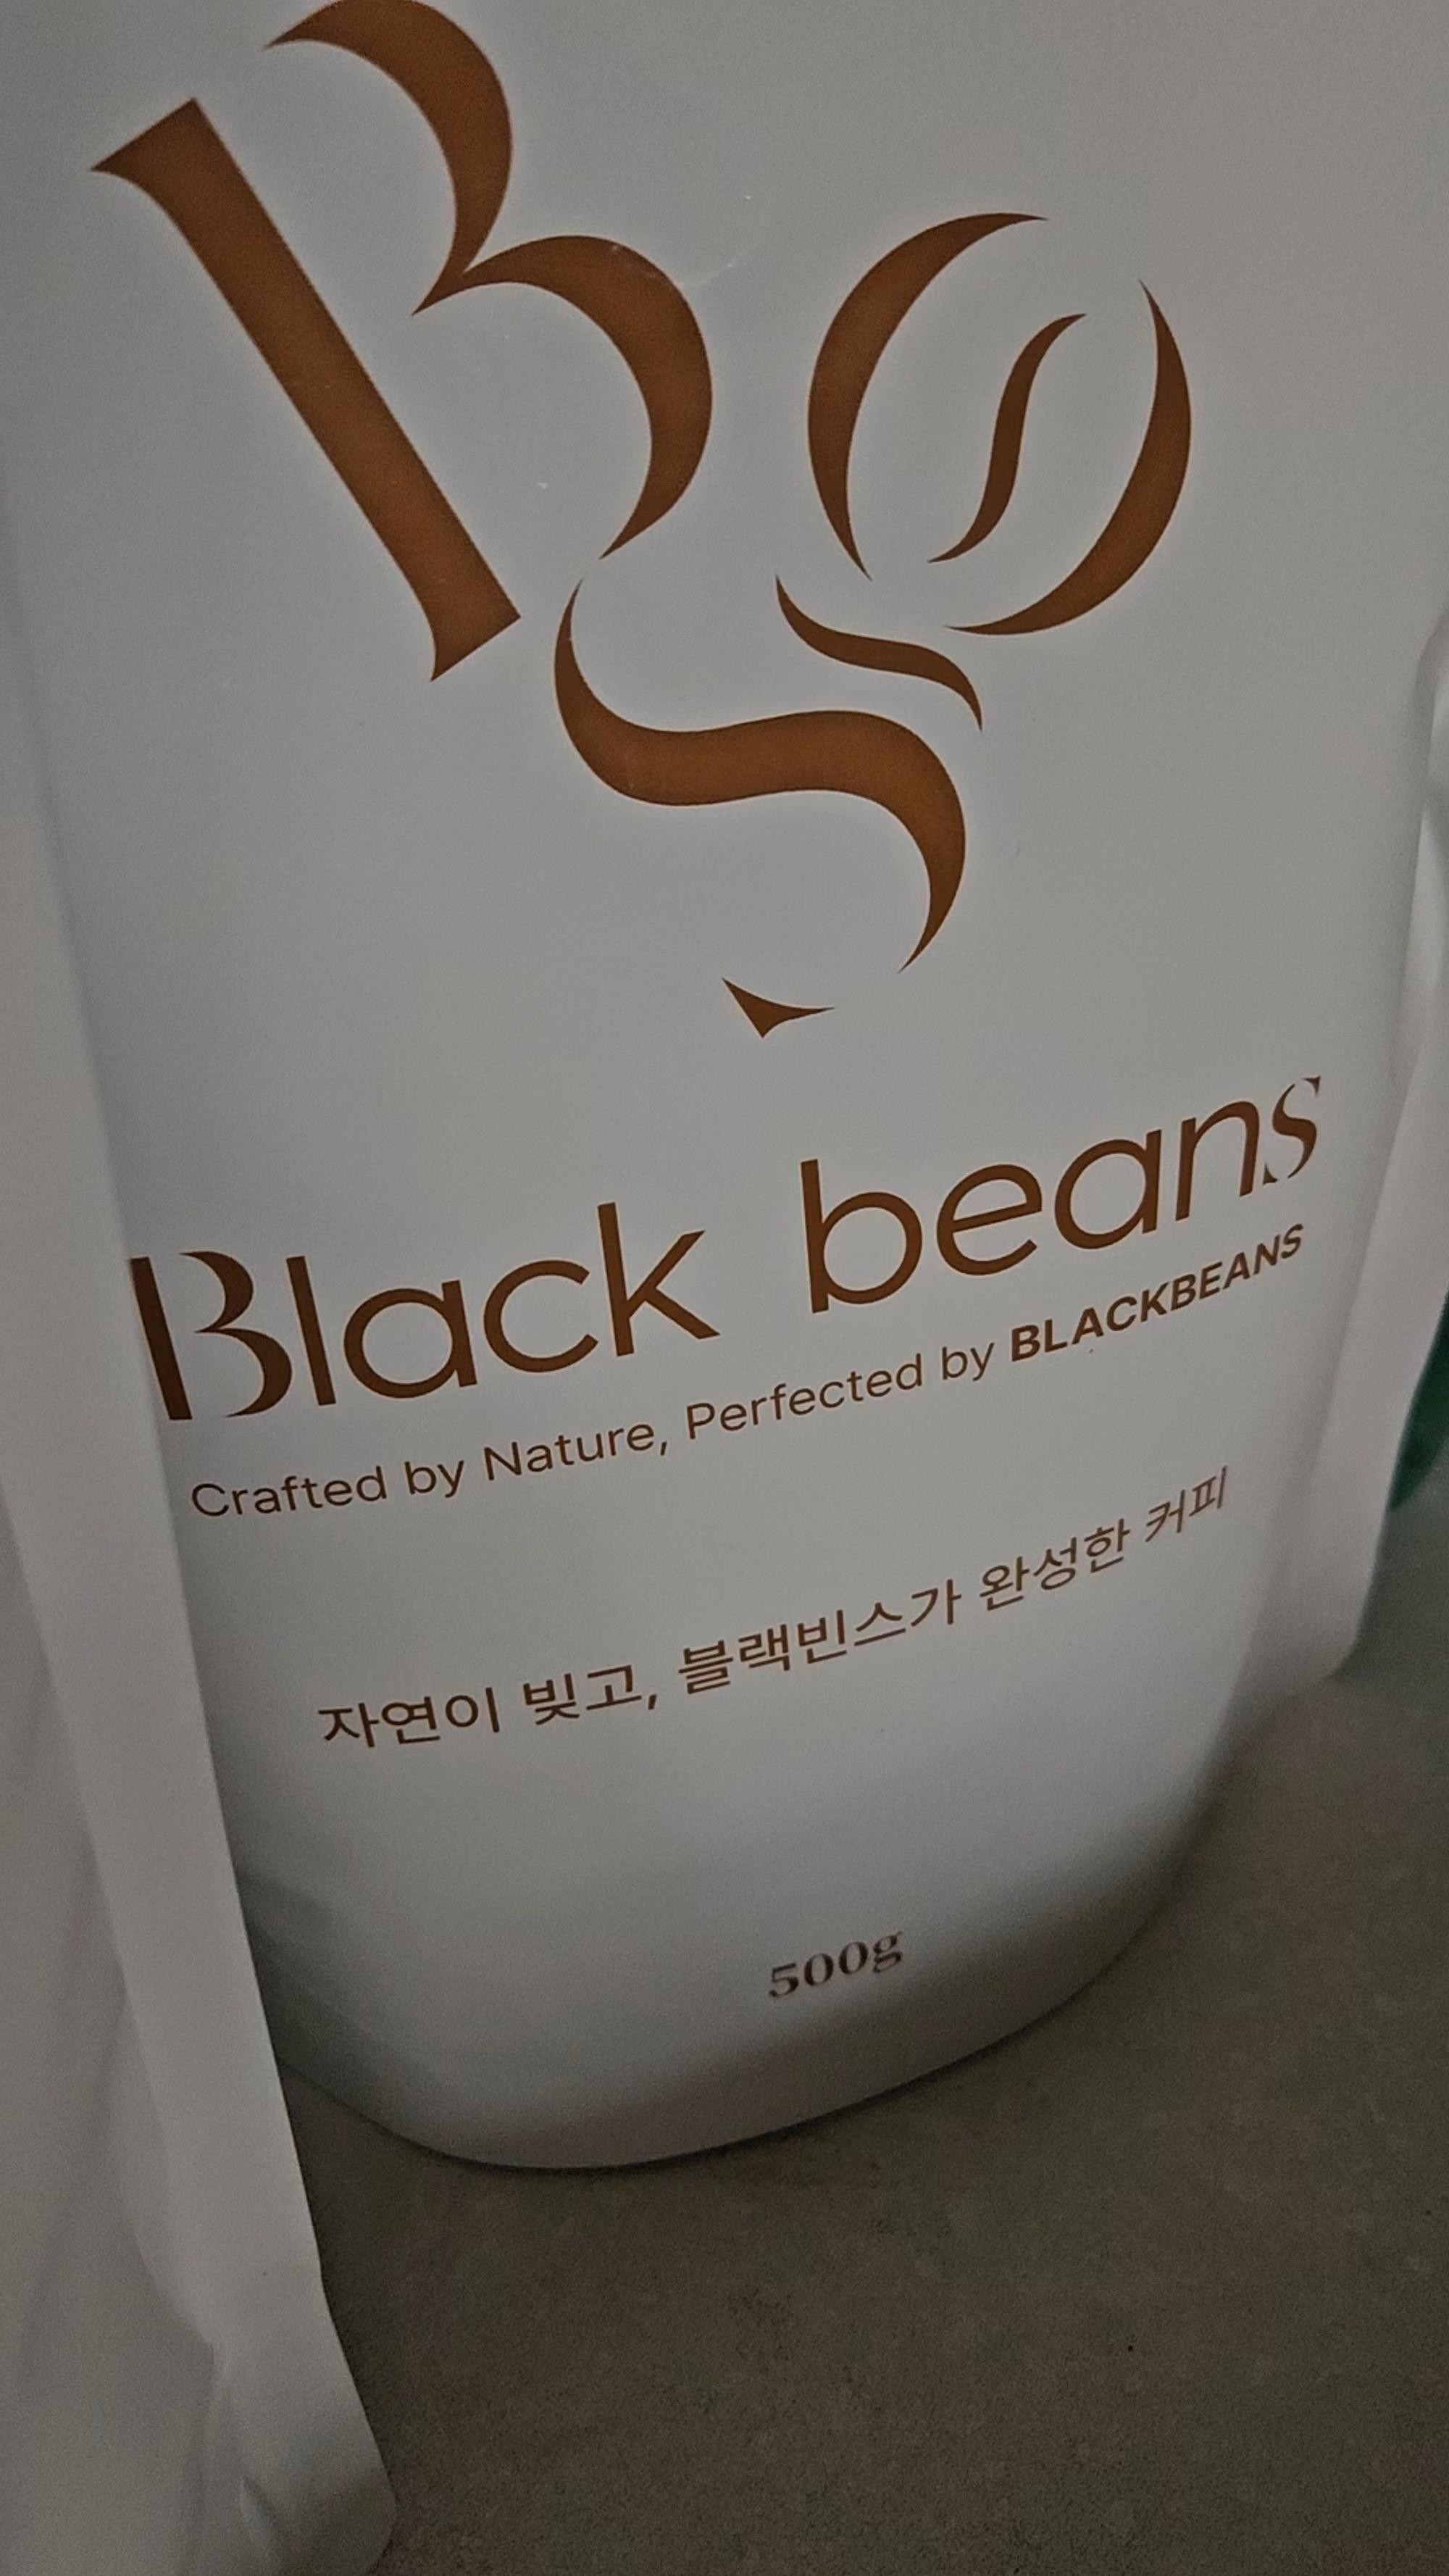 Bs
Black beans
Crafted by Nature, Perfected by BLACKBEANS
자연이 빚고, 블랙빈스가 완성한 커피
500g